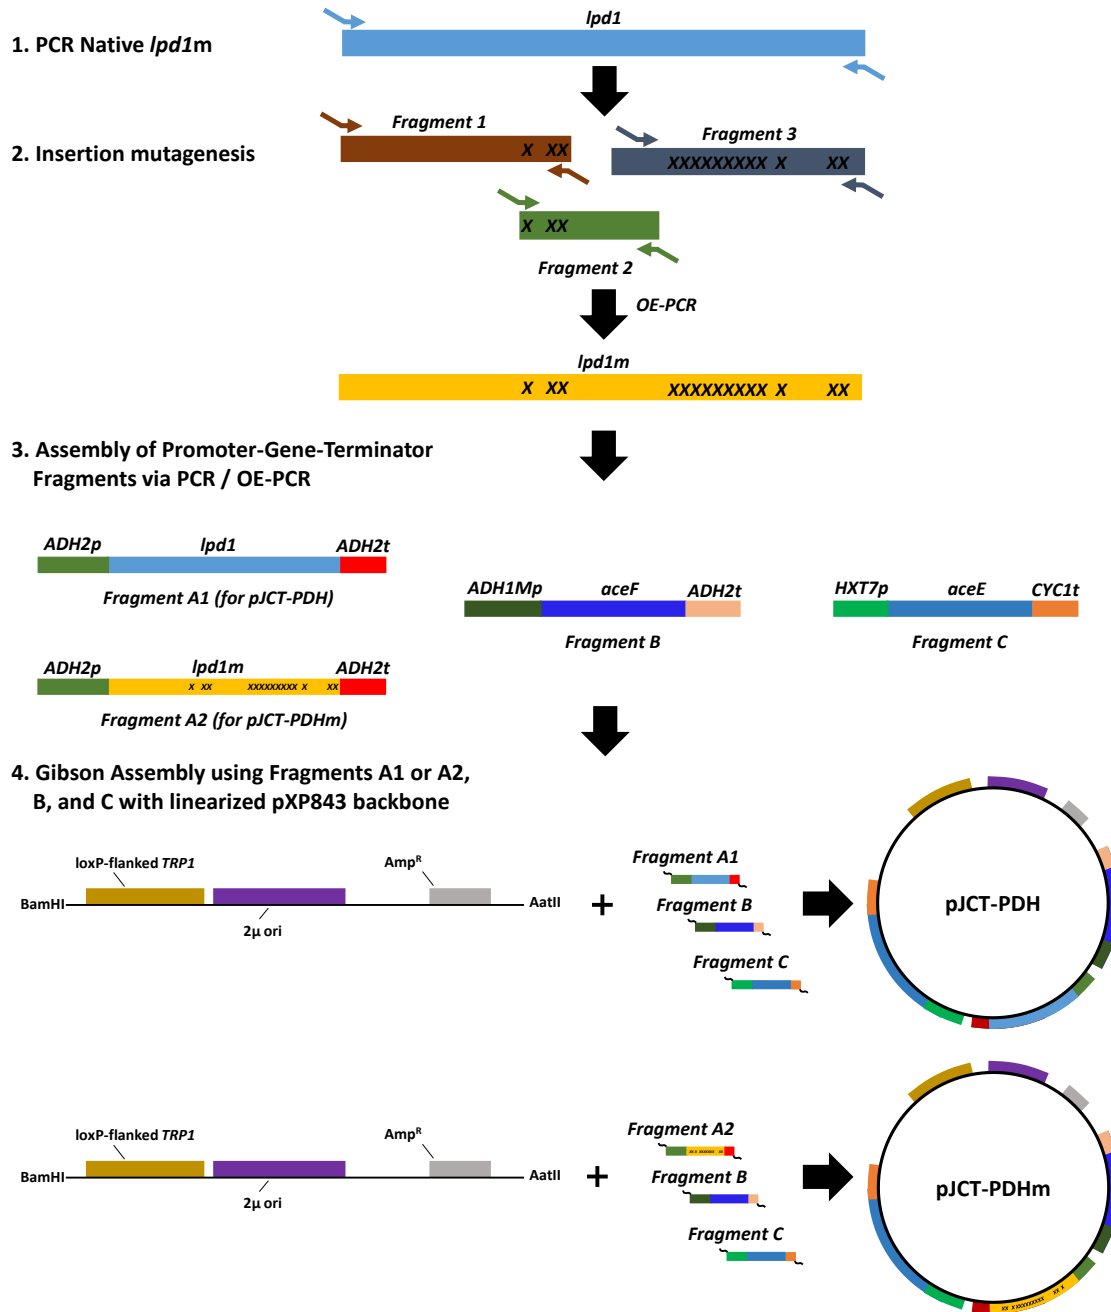 lpd1
1. PCR Native lpd1m
2. Insertion mutagenesis
Fragment 1
X XX
Fragment 3
XXXXXXXXX X XX
X XX
Fragment 2
OE-PCR
lpd1m
X XX XXXXXXXXX X XX
3. Assembly of Promoter-Gene-Terminator
Fragments via PCR / OE-PCR
ADH2p lpd1 ADH2t
Fragment A1 (for pJCT-PDH)
ADH1Mp aceF ADH2t
Fragment B
HXT7p aceE CYC1t
Fragment C
ADH2p lpd1m ADH2t
x xx xxxxxxxxx x xx
Fragment A2 (for pJCT-PDHm)
4. Gibson Assembly using Fragments A1 or A2,
B, and C with linearized pXP843 backbone
loxP-flanked TRP1
AmpR
BamHI
AatII
2μ ori
+
Fragment A1
Fragment B
Fragment C
pJCT-PDH
loxP-flanked TRP1
AmpR
BamHI
AatII
2μ ori
+
Fragment A2
Fragment B
Fragment C
pJCT-PDHm